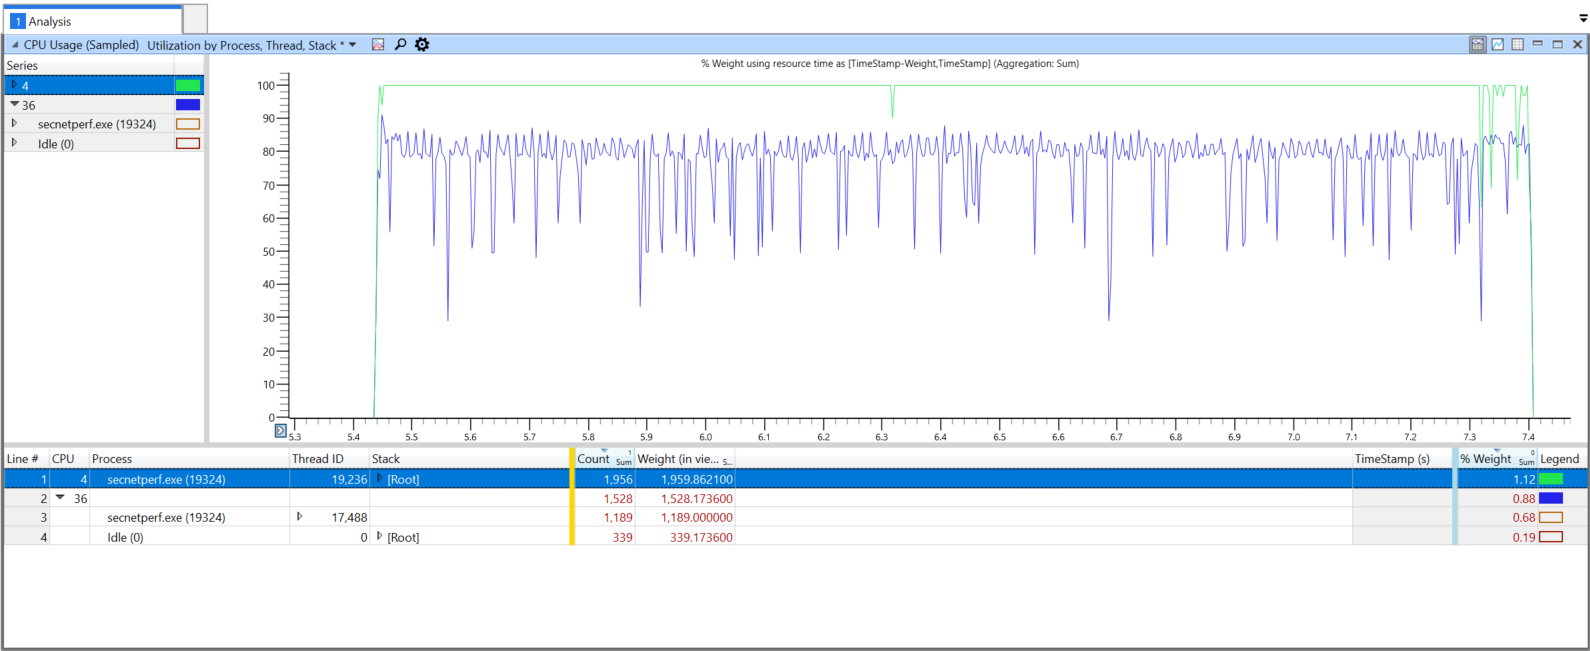 1 Analysis
CPU Usage (Sampled) Utilization by Process, Thread, Stack *
Series
4
36
secnetperf.exe (19324)
Idle (0)
% Weight using resource time as [TimeStamp-Weight,TimeStamp] (Aggregation: Sum)
100
90
80
70
60
50
40
30
20
10
0
5.3 5.4 5.5 5.6 5.7 5.8 5.9 6.0 6.1 6.2 6.3 6.4 6.5 6.6 6.7 6.8 6.9 7.0 7.1 7.2 7.3 7.4
Line # CPU Process Thread ID Stack Count 1 Sum Weight (in vie... S... TimeStamp (s) % Weight 0 Sum Legend
1 4 secnetperf.exe (19324) 19,236 [Root] 1,956 1,959.862100 1.12
2 36 1,528 1,528.173600 0.88
3 secnetperf.exe (19324) 17,488 1,189 1,189.000000 0.68
4 Idle (0) 0 [Root] 339 339.173600 0.19